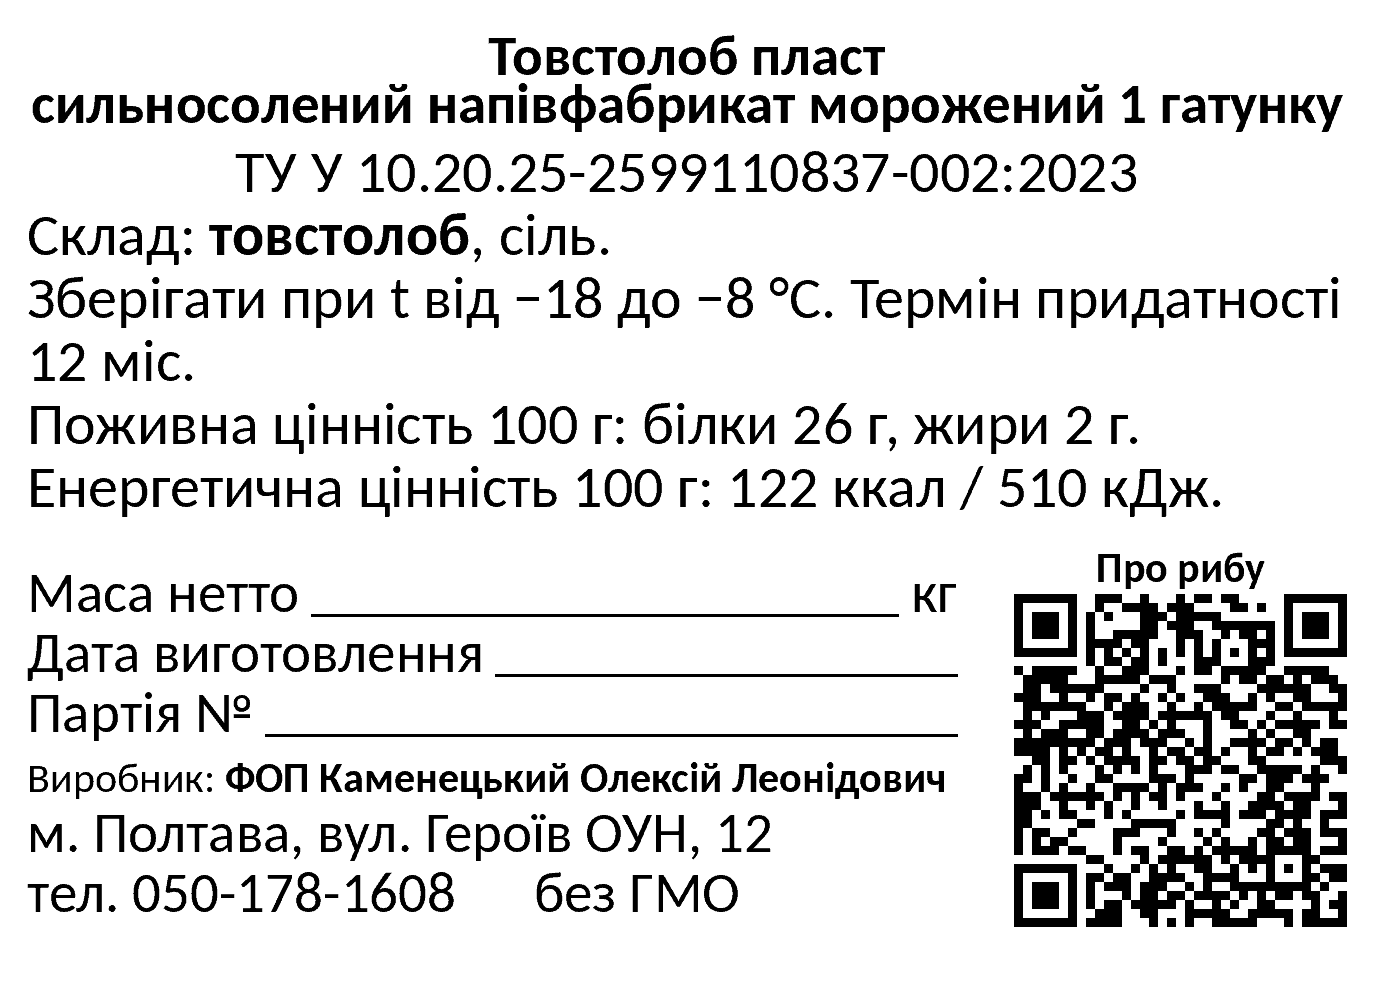 Товстолоб пласт
сильносолений напівфабрикат морожений 1 гатунку
ТУ У 10.20.25-2599110837-002:2023
Склад: товстолоб, сіль.
Зберігати при t від −18 до −8 °С. Термін придатності
12 міс.
Поживна цінність 100 г: білки 26 г, жири 2 г.
Енергетична цінність 100 г: 122 ккал / 510 кДж.
Маса нетто ____________________ кг
Дата виготовлення ________________
Партія № ________________________
Про рибу
Виробник: ФОП Каменецький Олексій Леонідович
м. Полтава, вул. Героїв ОУН, 12
тел. 050-178-1608 без ГМО